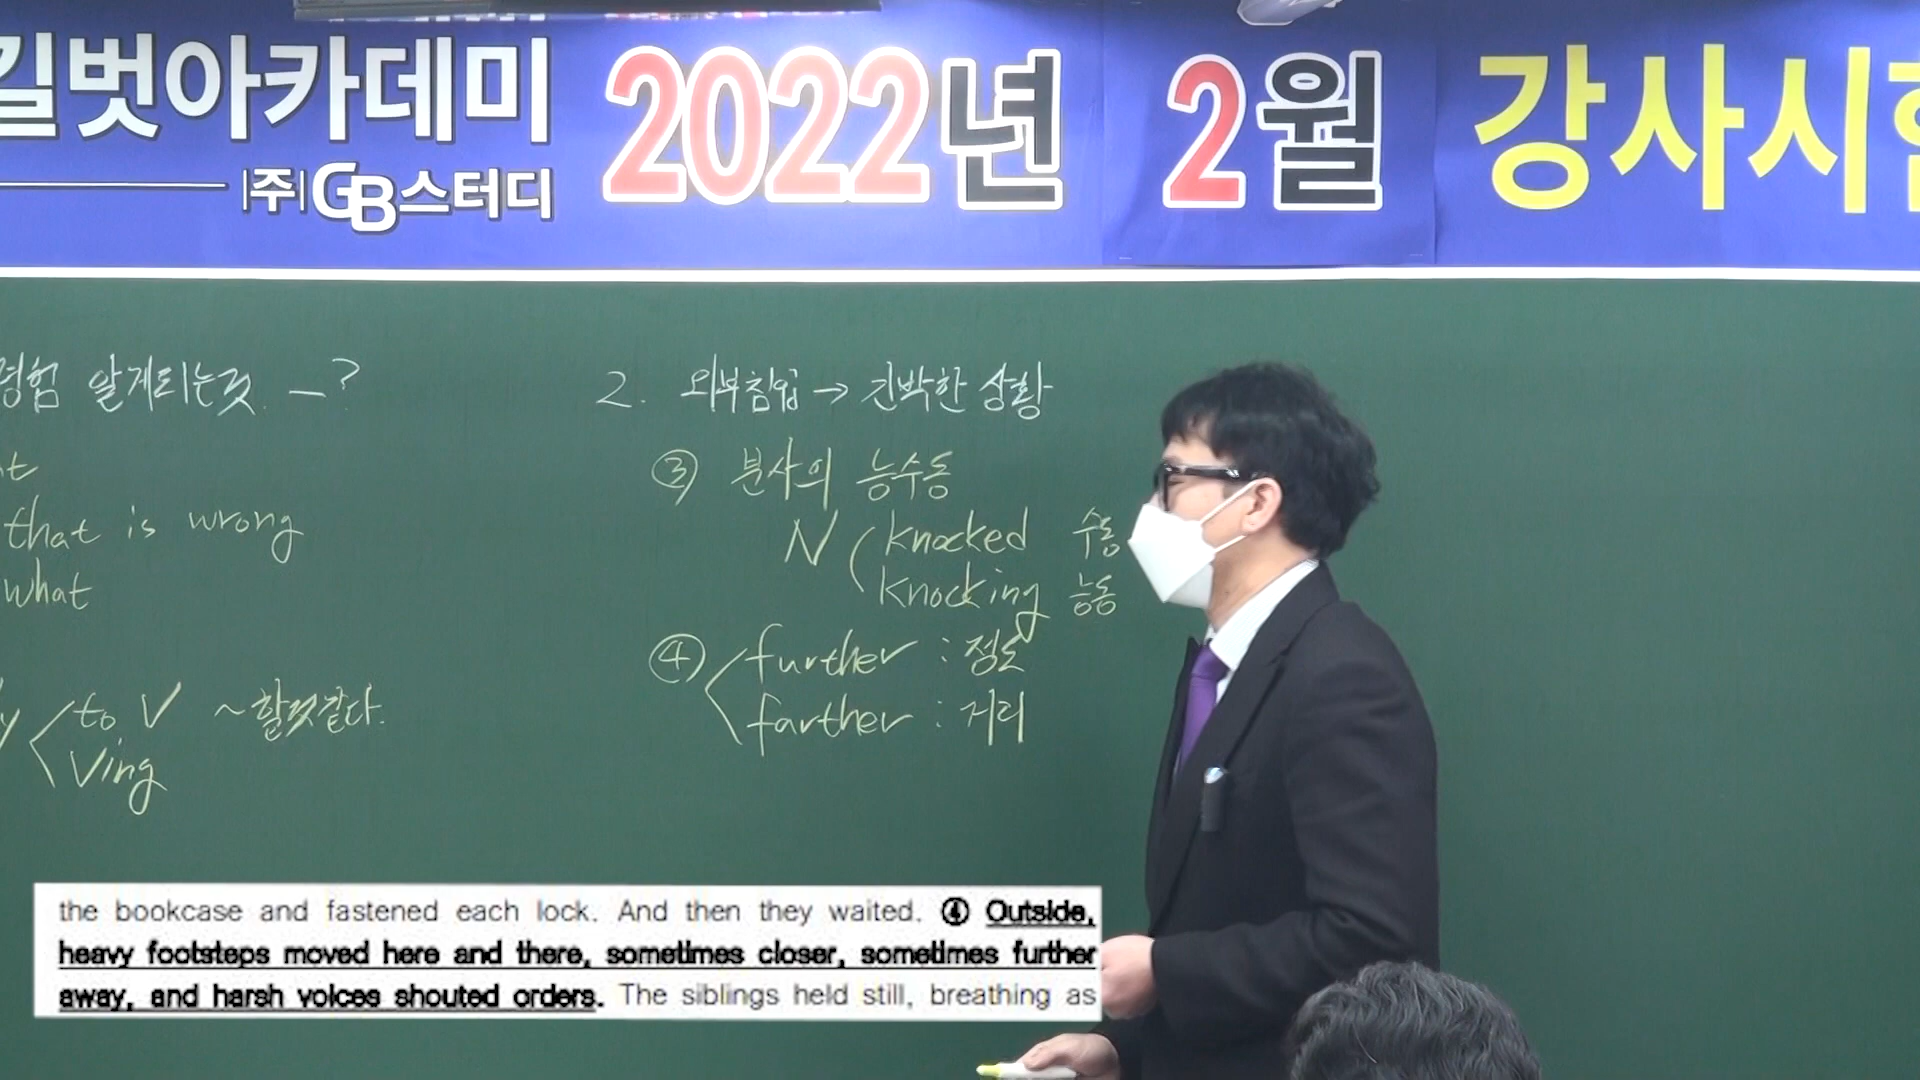 길벗아카데미
|주| GB스터디
2022년 2월 강사시험
경험 알게되는것. _ ?
that is wrong
what
to V ~할것같다.
Ving
2. 외부침입 → 긴박한 상황
③ 분사의 능수동
N knocked 수동
knocking 능동
④ further : 정도
farther : 거리
the bookcase and fastened each lock. And then they waited. ④ Outside,
heavy footsteps moved here and there, sometimes closer, sometimes further
away, and harsh voices shouted orders. The siblings held still, breathing as